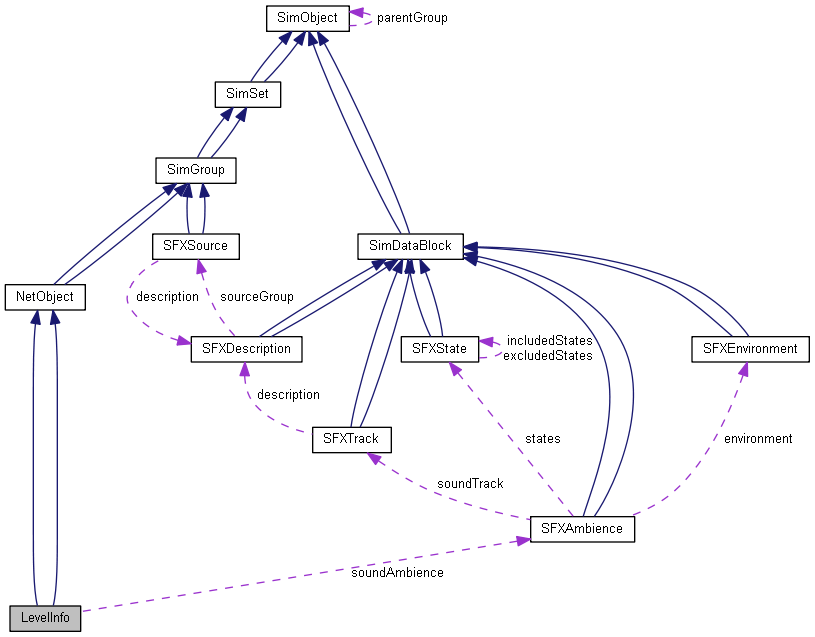 SimObject
parentGroup
SimSet
SimGroup
SFXSource
SimDataBlock
NetObject
description
sourceGroup
SFXDescription
SFXState
includedStates
excludedStates
SFXEnvironment
description
SFXTrack
states
environment
soundTrack
SFXAmbience
soundAmbience
LevelInfo